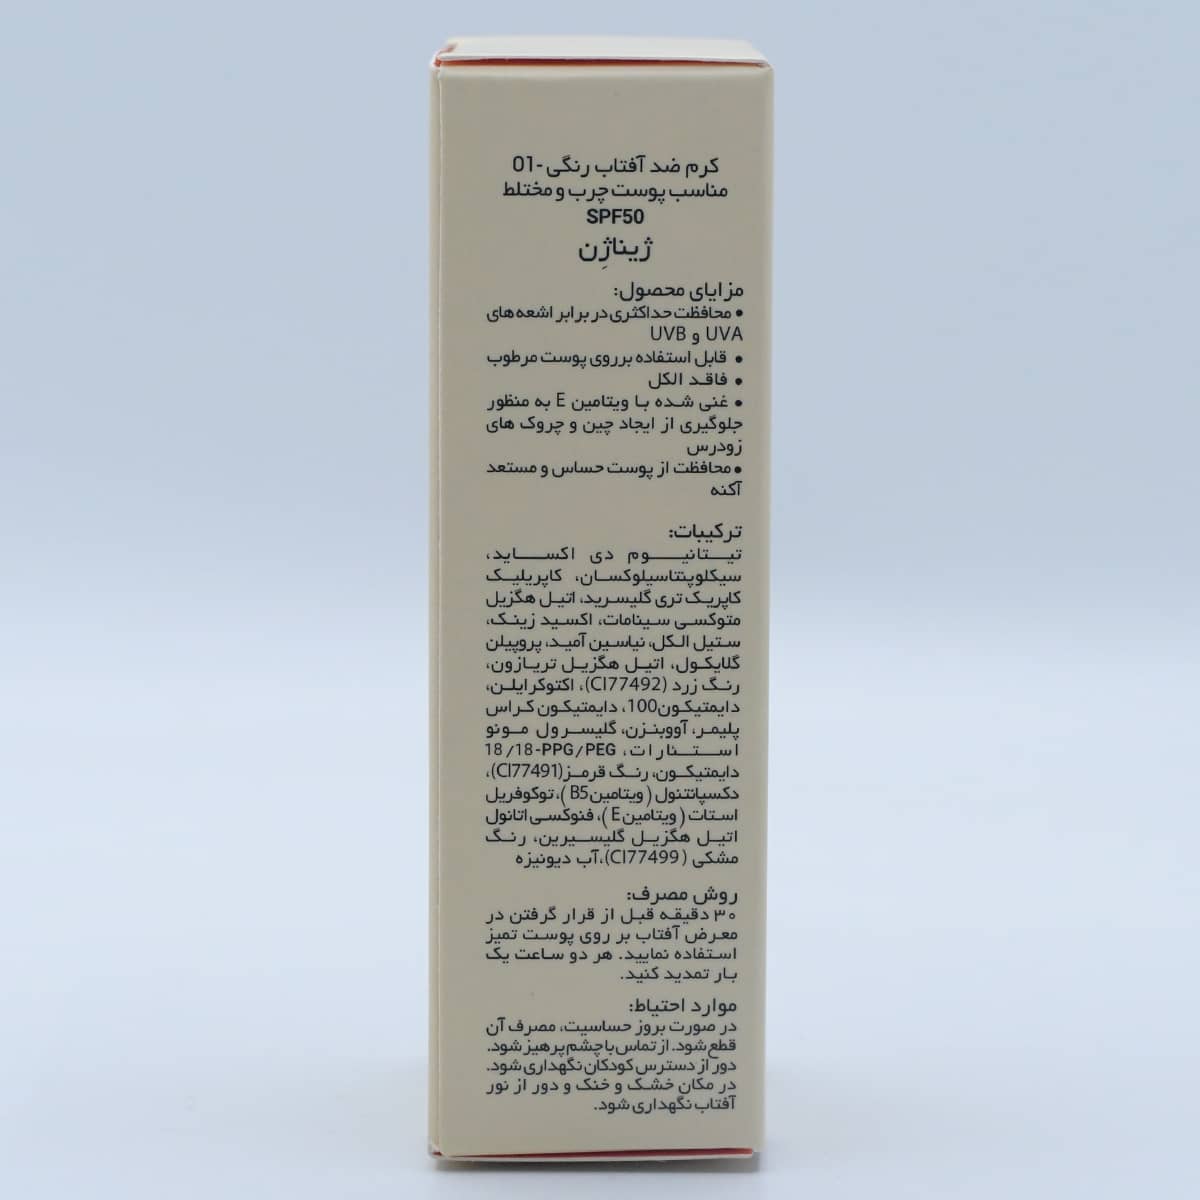 کرم ضد آفتاب رنگی -01
مناسب پوست چرب و مختلط
SPF50
ژیناژِن
مزایای محصول:
• محافظت حداکثری در برابر اشعه های
UVA و UVB
• قابل استفاده بر روی پوست مرطوب
• فاقد الکل
• غنی شده با ویتامین E به منظور
جلوگیری از ایجاد چین و چروک های
زودرس
• محافظت از پوست حساس و مستعد
آکنه
ترکیبات:
تیتانیوم دی اکساید،
سیکلوپنتاسیلوکسان، کاپریلیک
کاپریک تری گلیسرید، اتیل هگزیل
متوکسی سینامات، اکسید زینک،
ستیل الکل، نیاسین آمید، پروپیلن
گلایکول، اتیل هگزیل تریازون،
رنگ زرد (CI77492)، اکتوکرایلن،
دایمتیکون100، دایمتیکون کراس
پلیمر، آووبنزن، گلیسرول مونو
استئارات، PPG/PEG-18/18
دایمتیکون، رنگ قرمز(CI77491)،
دکسپانتنول (ویتامین B5)، توکوفریل
استات (ویتامین E)، فنوکسی اتانول
اتیل هگزیل گلیسیرین، رنگ
مشکی (CI77499)،آب دیونیزه
روش مصرف:
۳۰ دقیقه قبل از قرار گرفتن در
معرض آفتاب بر روی پوست تمیز
استفاده نمایید. هر دو ساعت یک
بار تمدید کنید.
موارد احتیاط:
در صورت بروز حساسیت، مصرف آن
قطع شود. از تماس با چشم پرهیز شود.
دور از دسترس کودکان نگهداری شود.
در مکان خشک و خنک و دور از نور
آفتاب نگهداری شود.